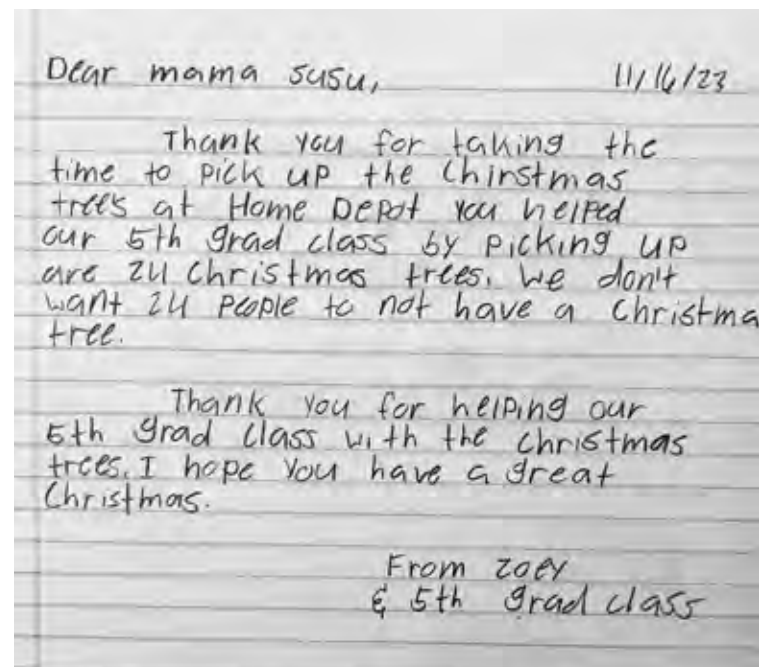 Dear mama susu, 11/16/23
Thank you for taking the
time to pick up the Chirstmas
trees at Home Depot you helped
our 5th grad class by picking up
are 24 Christmas trees. We don't
want 24 people to not have a Christma
tree.
Thank you for helping our
5th grad class with the christmas
trees. I hope you have a great
Christmas.
From Zoey
& 5th grad class